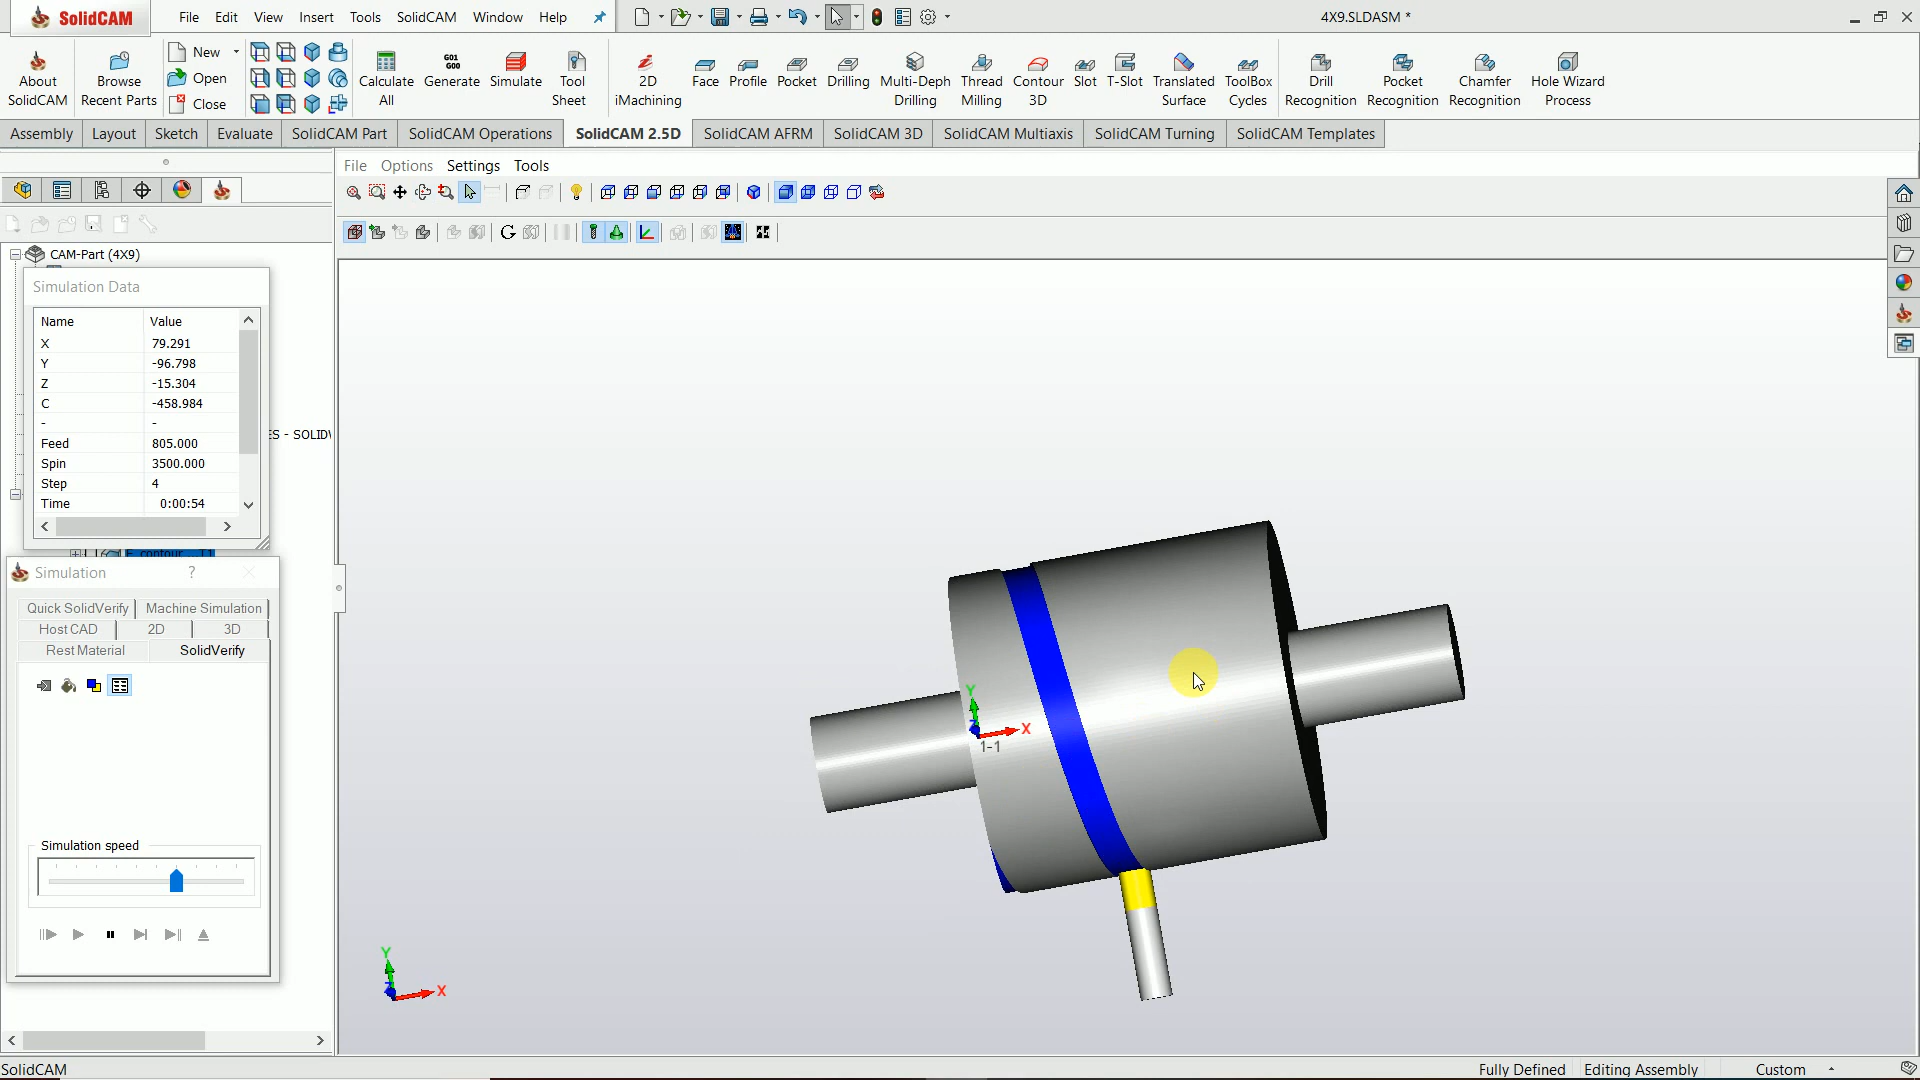 SolidCAM
File Edit View Insert Tools SolidCAM Window Help
4X9.SLDASM *
About SolidCAM
Browse Recent Parts
New
Open
Close
Calculate All
G01 G00
Generate
Simulate
Tool Sheet
2D iMachining
Face
Profile
Pocket
Drilling
Multi-Deph Drilling
Thread Milling
Contour 3D
Slot
T-Slot
Translated Surface
ToolBox Cycles
Drill Recognition
Pocket Recognition
Chamfer Recognition
Hole Wizard Process
Assembly Layout Sketch Evaluate SolidCAM Part SolidCAM Operations SolidCAM 2.5D SolidCAM AFRM SolidCAM 3D SolidCAM Multiaxis SolidCAM Turning SolidCAM Templates
File Options Settings Tools
CAM-Part (4X9)
Simulation Data
Name Value
X 79.291
Y -96.798
Z -15.304
C -458.984
- -
Feed 805.000
Spin 3500.000
Step 4
Time 0:00:54
ES - SOLIDW
F_contour_...T1
Simulation ?
Quick SolidVerify Machine Simulation
Host CAD 2D 3D
Rest Material SolidVerify
Simulation speed
Y
Z
X
1-1
Y
Z
X
SolidCAM
Fully Defined Editing Assembly Custom